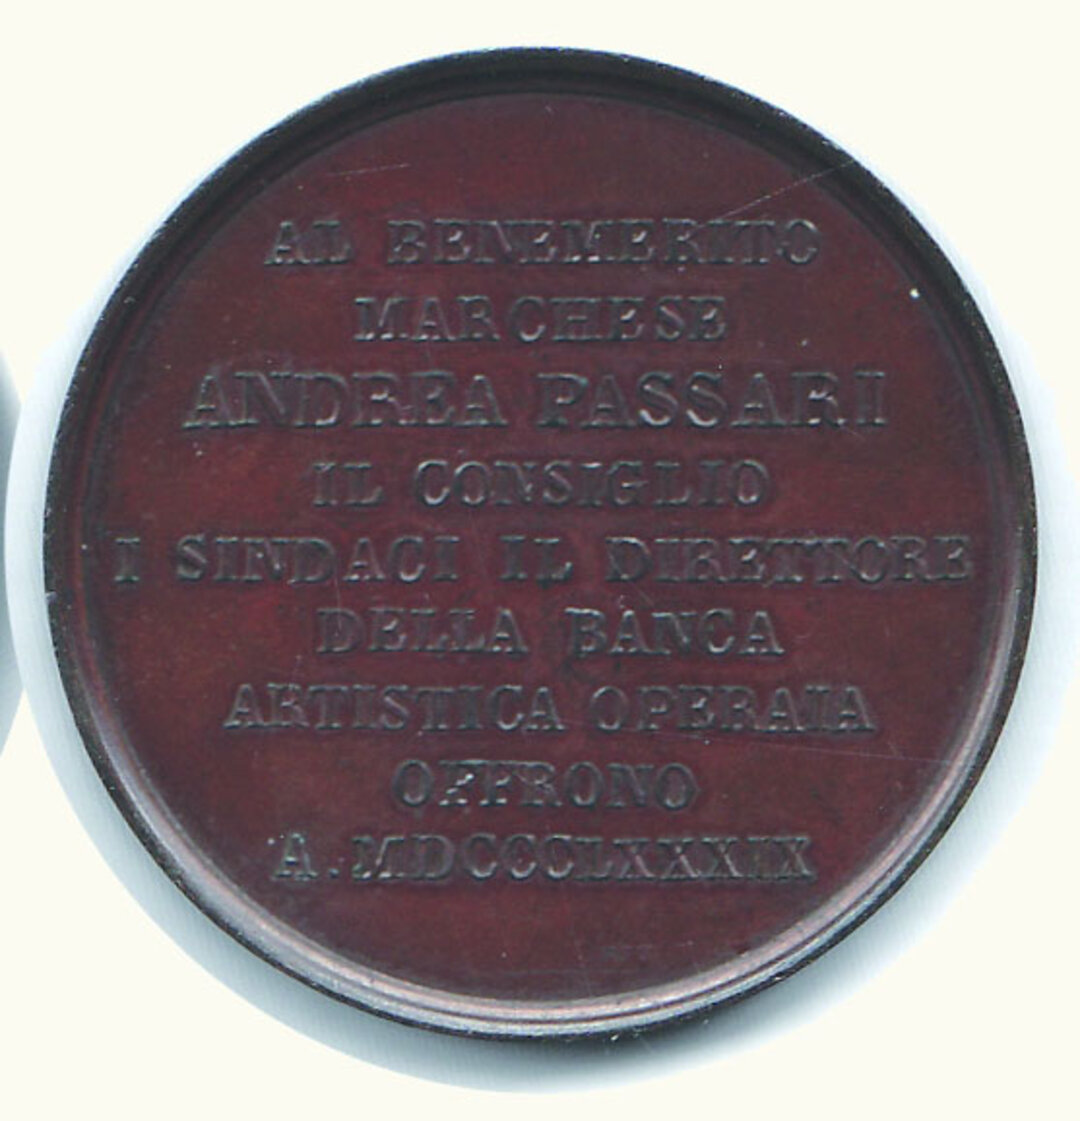 AL BENEMERITO
MARCHESE
ANDREA PASSARI
IL CONSIGLIO
I SINDACI IL DIRETTORE
DELLA BANCA
ARTISTICA OPERAIA
OFFRONO
A. MDCCCLXXXIX